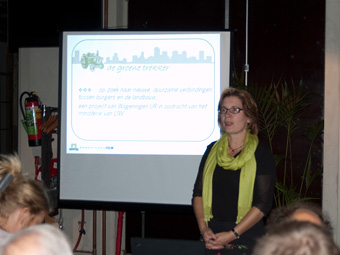 de groene trekker
op zoek naar nieuwe, duurzame verbindingen
tussen burgers en de landbouw
een project van Wageningen UR in opdracht van het
ministerie van LNV